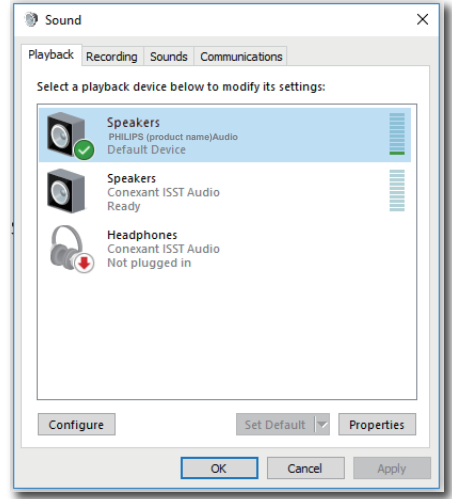 Sound
Playback Recording Sounds Communications
Select a playback device below to modify its settings:
Speakers
PHILIPS (product name)Audio
Default Device
Speakers
Conexant ISST Audio
Ready
Headphones
Conexant ISST Audio
Not plugged in
Configure Set Default Properties
OK Cancel Apply